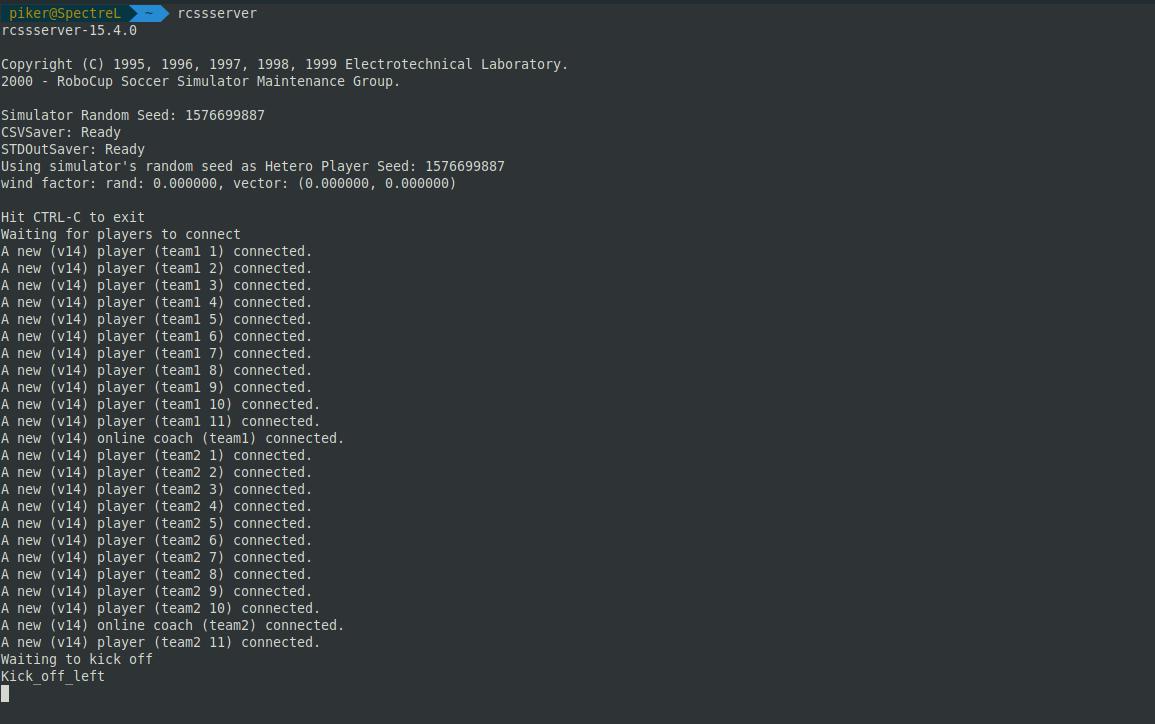 piker@SpectreL ~ rcssserver
rcssserver-15.4.0
Copyright (C) 1995, 1996, 1997, 1998, 1999 Electrotechnical Laboratory.
2000 - RoboCup Soccer Simulator Maintenance Group.
Simulator Random Seed: 1576699887
CSVSaver: Ready
STDOutSaver: Ready
Using simulator's random seed as Hetero Player Seed: 1576699887
wind factor: rand: 0.000000, vector: (0.000000, 0.000000)
Hit CTRL-C to exit
Waiting for players to connect
A new (v14) player (team1 1) connected.
A new (v14) player (team1 2) connected.
A new (v14) player (team1 3) connected.
A new (v14) player (team1 4) connected.
A new (v14) player (team1 5) connected.
A new (v14) player (team1 6) connected.
A new (v14) player (team1 7) connected.
A new (v14) player (team1 8) connected.
A new (v14) player (team1 9) connected.
A new (v14) player (team1 10) connected.
A new (v14) player (team1 11) connected.
A new (v14) online coach (team1) connected.
A new (v14) player (team2 1) connected.
A new (v14) player (team2 2) connected.
A new (v14) player (team2 3) connected.
A new (v14) player (team2 4) connected.
A new (v14) player (team2 5) connected.
A new (v14) player (team2 6) connected.
A new (v14) player (team2 7) connected.
A new (v14) player (team2 8) connected.
A new (v14) player (team2 9) connected.
A new (v14) player (team2 10) connected.
A new (v14) online coach (team2) connected.
A new (v14) player (team2 11) connected.
Waiting to kick off
Kick_off_left